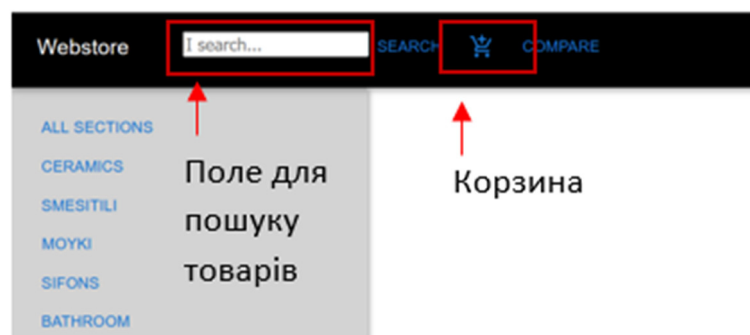 Webstore I search... SEARCH COMPARE
ALL SECTIONS
CERAMICS
SMESITILI
MOYKI
SIFONS
BATHROOM
Поле для
пошуку
товарів
Корзина